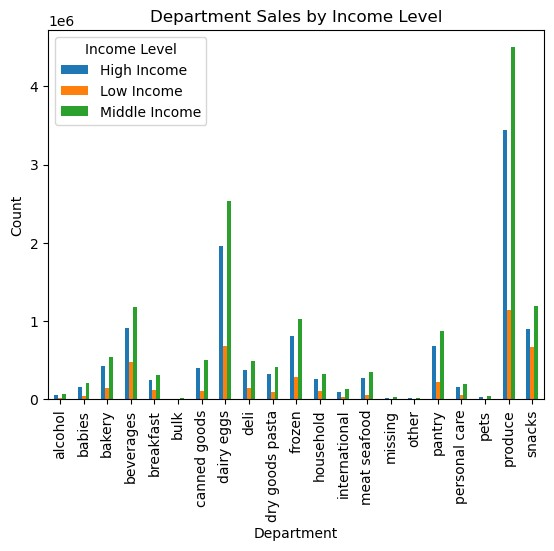 Department Sales by Income Level
1e6
Income Level
High Income
Low Income
Middle Income
4
3
2
1
0
Count
alcohol
babies
bakery
beverages
breakfast
bulk
canned goods
dairy eggs
deli
dry goods pasta
frozen
household
international
meat seafood
missing
other
pantry
personal care
pets
produce
snacks
Department